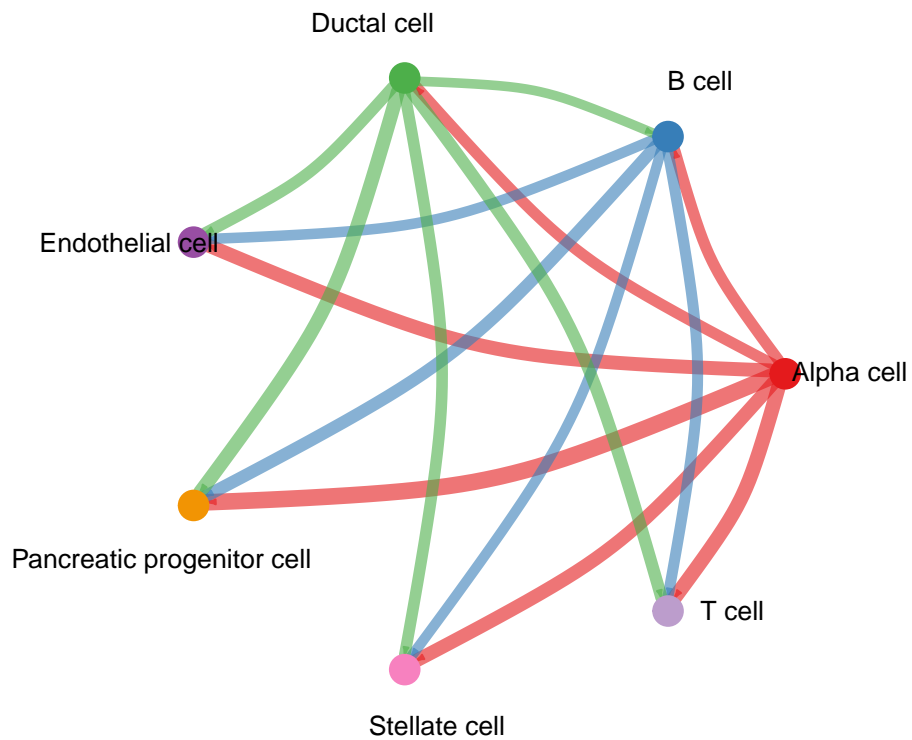 Ductal cell
B cell
Endothelial cell
Alpha cell
Pancreatic progenitor cell
T cell
Stellate cell